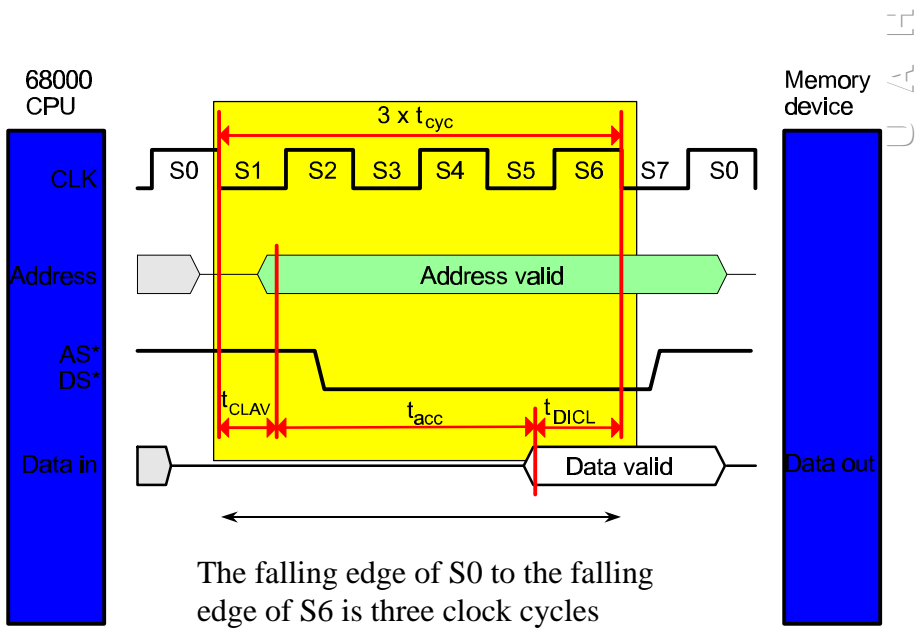 UAH
68000
CPU
Memory
device
3 x tcyc
CLK
S0 S1 S2 S3 S4 S5 S6 S7 S0
Address
Address valid
AS*
DS*
tCLAV
tacc
tDICL
Data in
Data valid
Data out
The falling edge of S0 to the falling
edge of S6 is three clock cycles